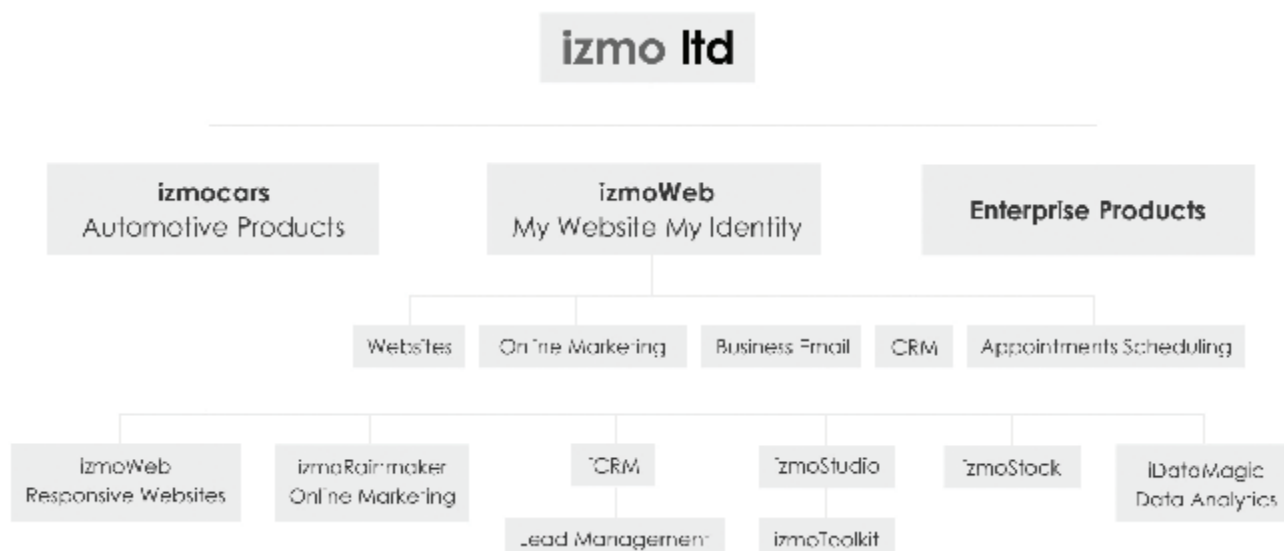 izmo ltd
izmocars
Automotive Products
izmoWeb
My Website My Identity
Enterprise Products
Websites
Online Marketing
Business Email
CRM
Appointments Scheduling
izmoWeb
Responsive Websites
izmoRainmaker
Online Marketing
iCRM
izmoStudio
izmoStock
iDataMagic
Data Analytics
Lead Management
izmoToolkit